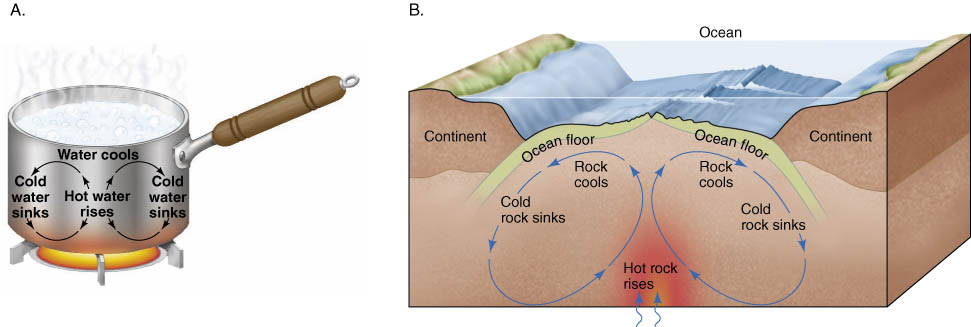 A.
Water cools
Cold
water
sinks
Hot water
rises
Cold
water
sinks
B.
Ocean
Continent
Ocean floor
Ocean floor
Continent
Rock
cools
Rock
cools
Cold
rock sinks
Cold
rock sinks
Hot rock
rises